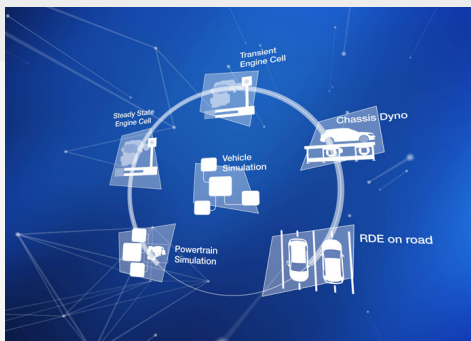 Transient
Engine Cell
Steady State
Engine Cell
Chassis Dyno
Vehicle
Simulation
Powertrain
Simulation
RDE on road